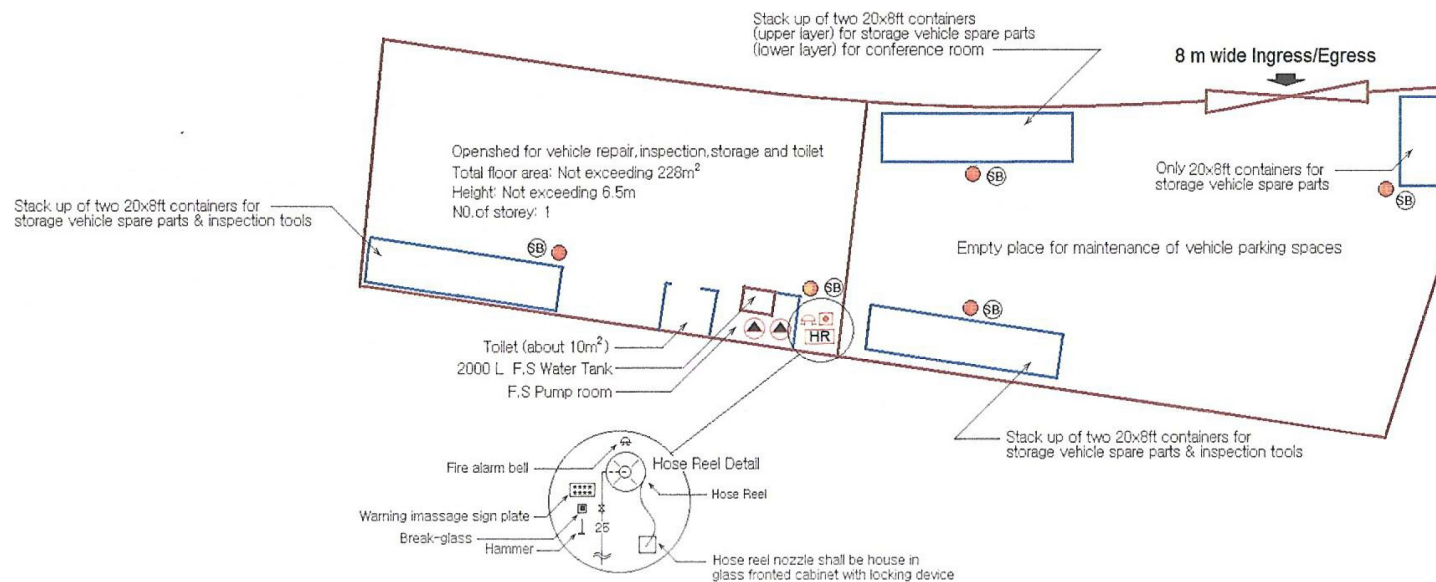 Stack up of two 20x8ft containers
(upper layer) for storage vehicle spare parts
(lower layer) for conference room
8 m wide Ingress/Egress
Openshed for vehicle repair,inspection,storage and toilet
Total floor area: Not exceeding 228m²
Height: Not exceeding 6.5m
NO.of storey: 1
Only 20x8ft containers for
storage vehicle spare parts
SB
SB
Stack up of two 20x8ft containers for
storage vehicle spare parts & inspection tools
SB
Empty place for maintenance of vehicle parking spaces
SB
SB
HR
Toilet (about 10m²)
2000 L F.S Water Tank
F.S Pump room
Stack up of two 20x8ft containers for
storage vehicle spare parts & inspection tools
Fire alarm bell
Hose Reel Detail
Hose Reel
Warning imassage sign plate
Break-glass
25
Hammer
Hose reel nozzle shall be house in
glass fronted cabinet with locking device